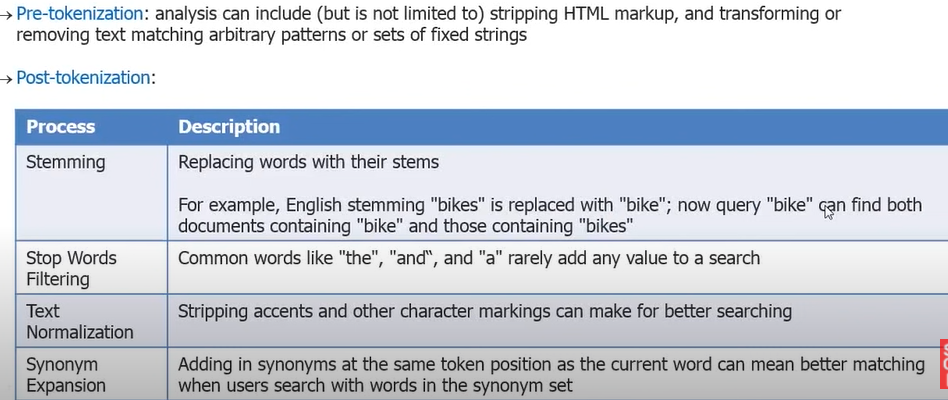 → Pre-tokenization: analysis can include (but is not limited to) stripping HTML markup, and transforming or
removing text matching arbitrary patterns or sets of fixed strings
→ Post-tokenization:
Process Description
Stemming Replacing words with their stems
For example, English stemming "bikes" is replaced with "bike"; now query "bike" can find both
documents containing "bike" and those containing "bikes"
Stop Words Common words like "the", "and“, and "a" rarely add any value to a search
Filtering
Text Stripping accents and other character markings can make for better searching
Normalization
Synonym Adding in synonyms at the same token position as the current word can mean better matching
Expansion when users search with words in the synonym set